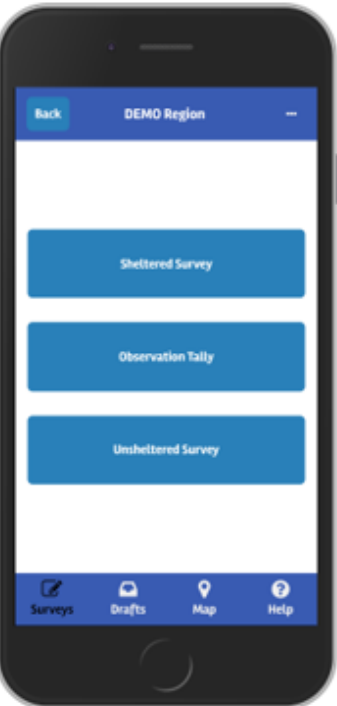 Back DEMO Region ...
Sheltered Survey
Observation Tally
Unsheltered Survey
Surveys Drafts Map Help